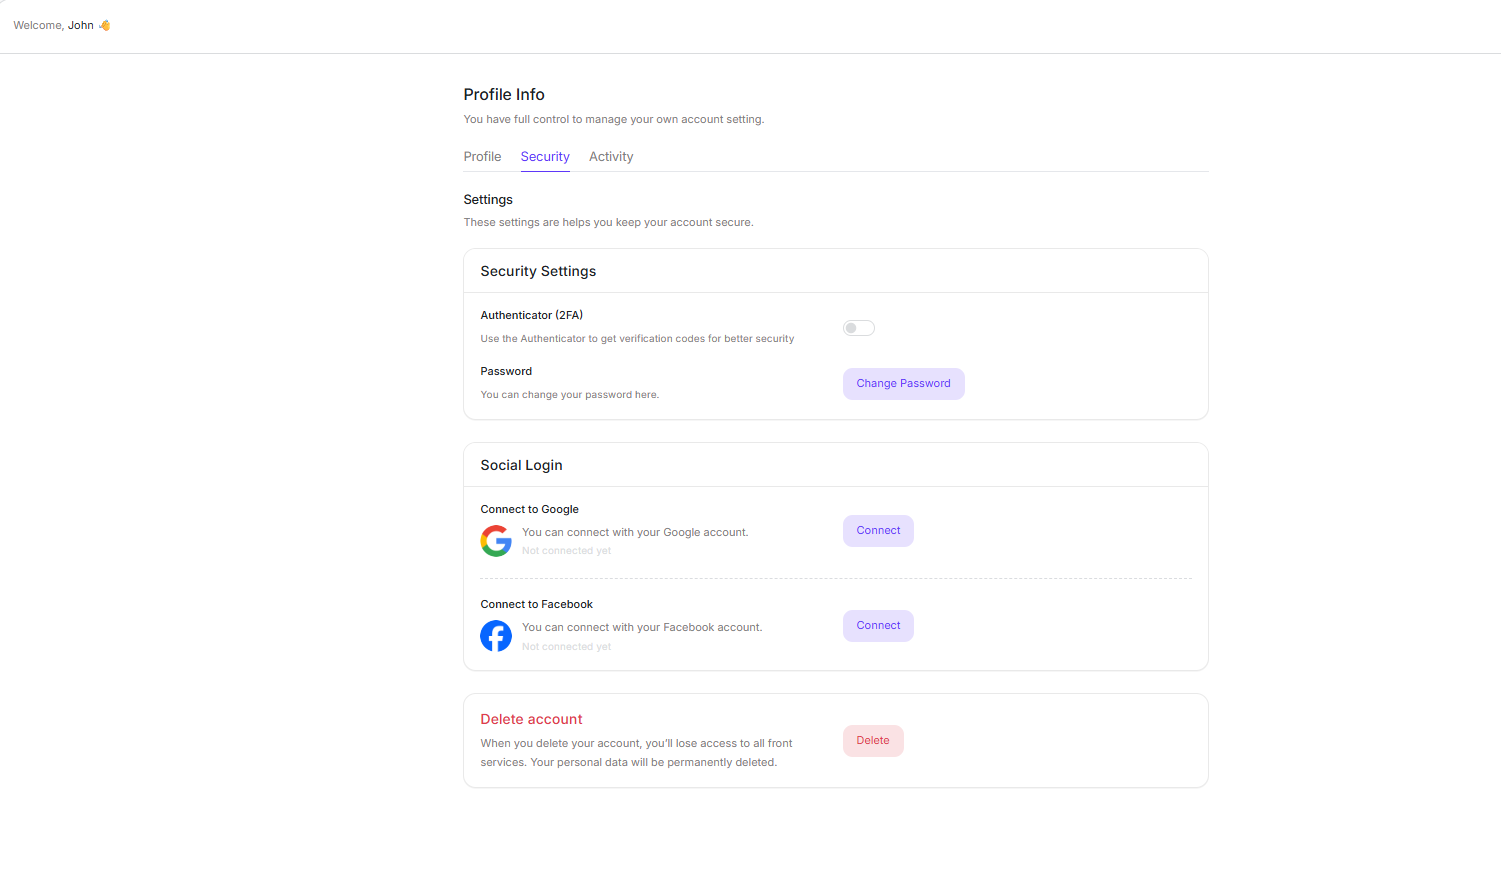 Welcome, John 👋
Profile Info
You have full control to manage your own account setting.
Profile Security Activity
Settings
These settings are helps you keep your account secure.
Security Settings
Authenticator (2FA)
Use the Authenticator to get verification codes for better security
Password
You can change your password here.
Change Password
Social Login
Connect to Google
You can connect with your Google account.
Not connected yet
Connect
Connect to Facebook
You can connect with your Facebook account.
Not connected yet
Connect
Delete account
When you delete your account, you'll lose access to all front
services. Your personal data will be permanently deleted.
Delete